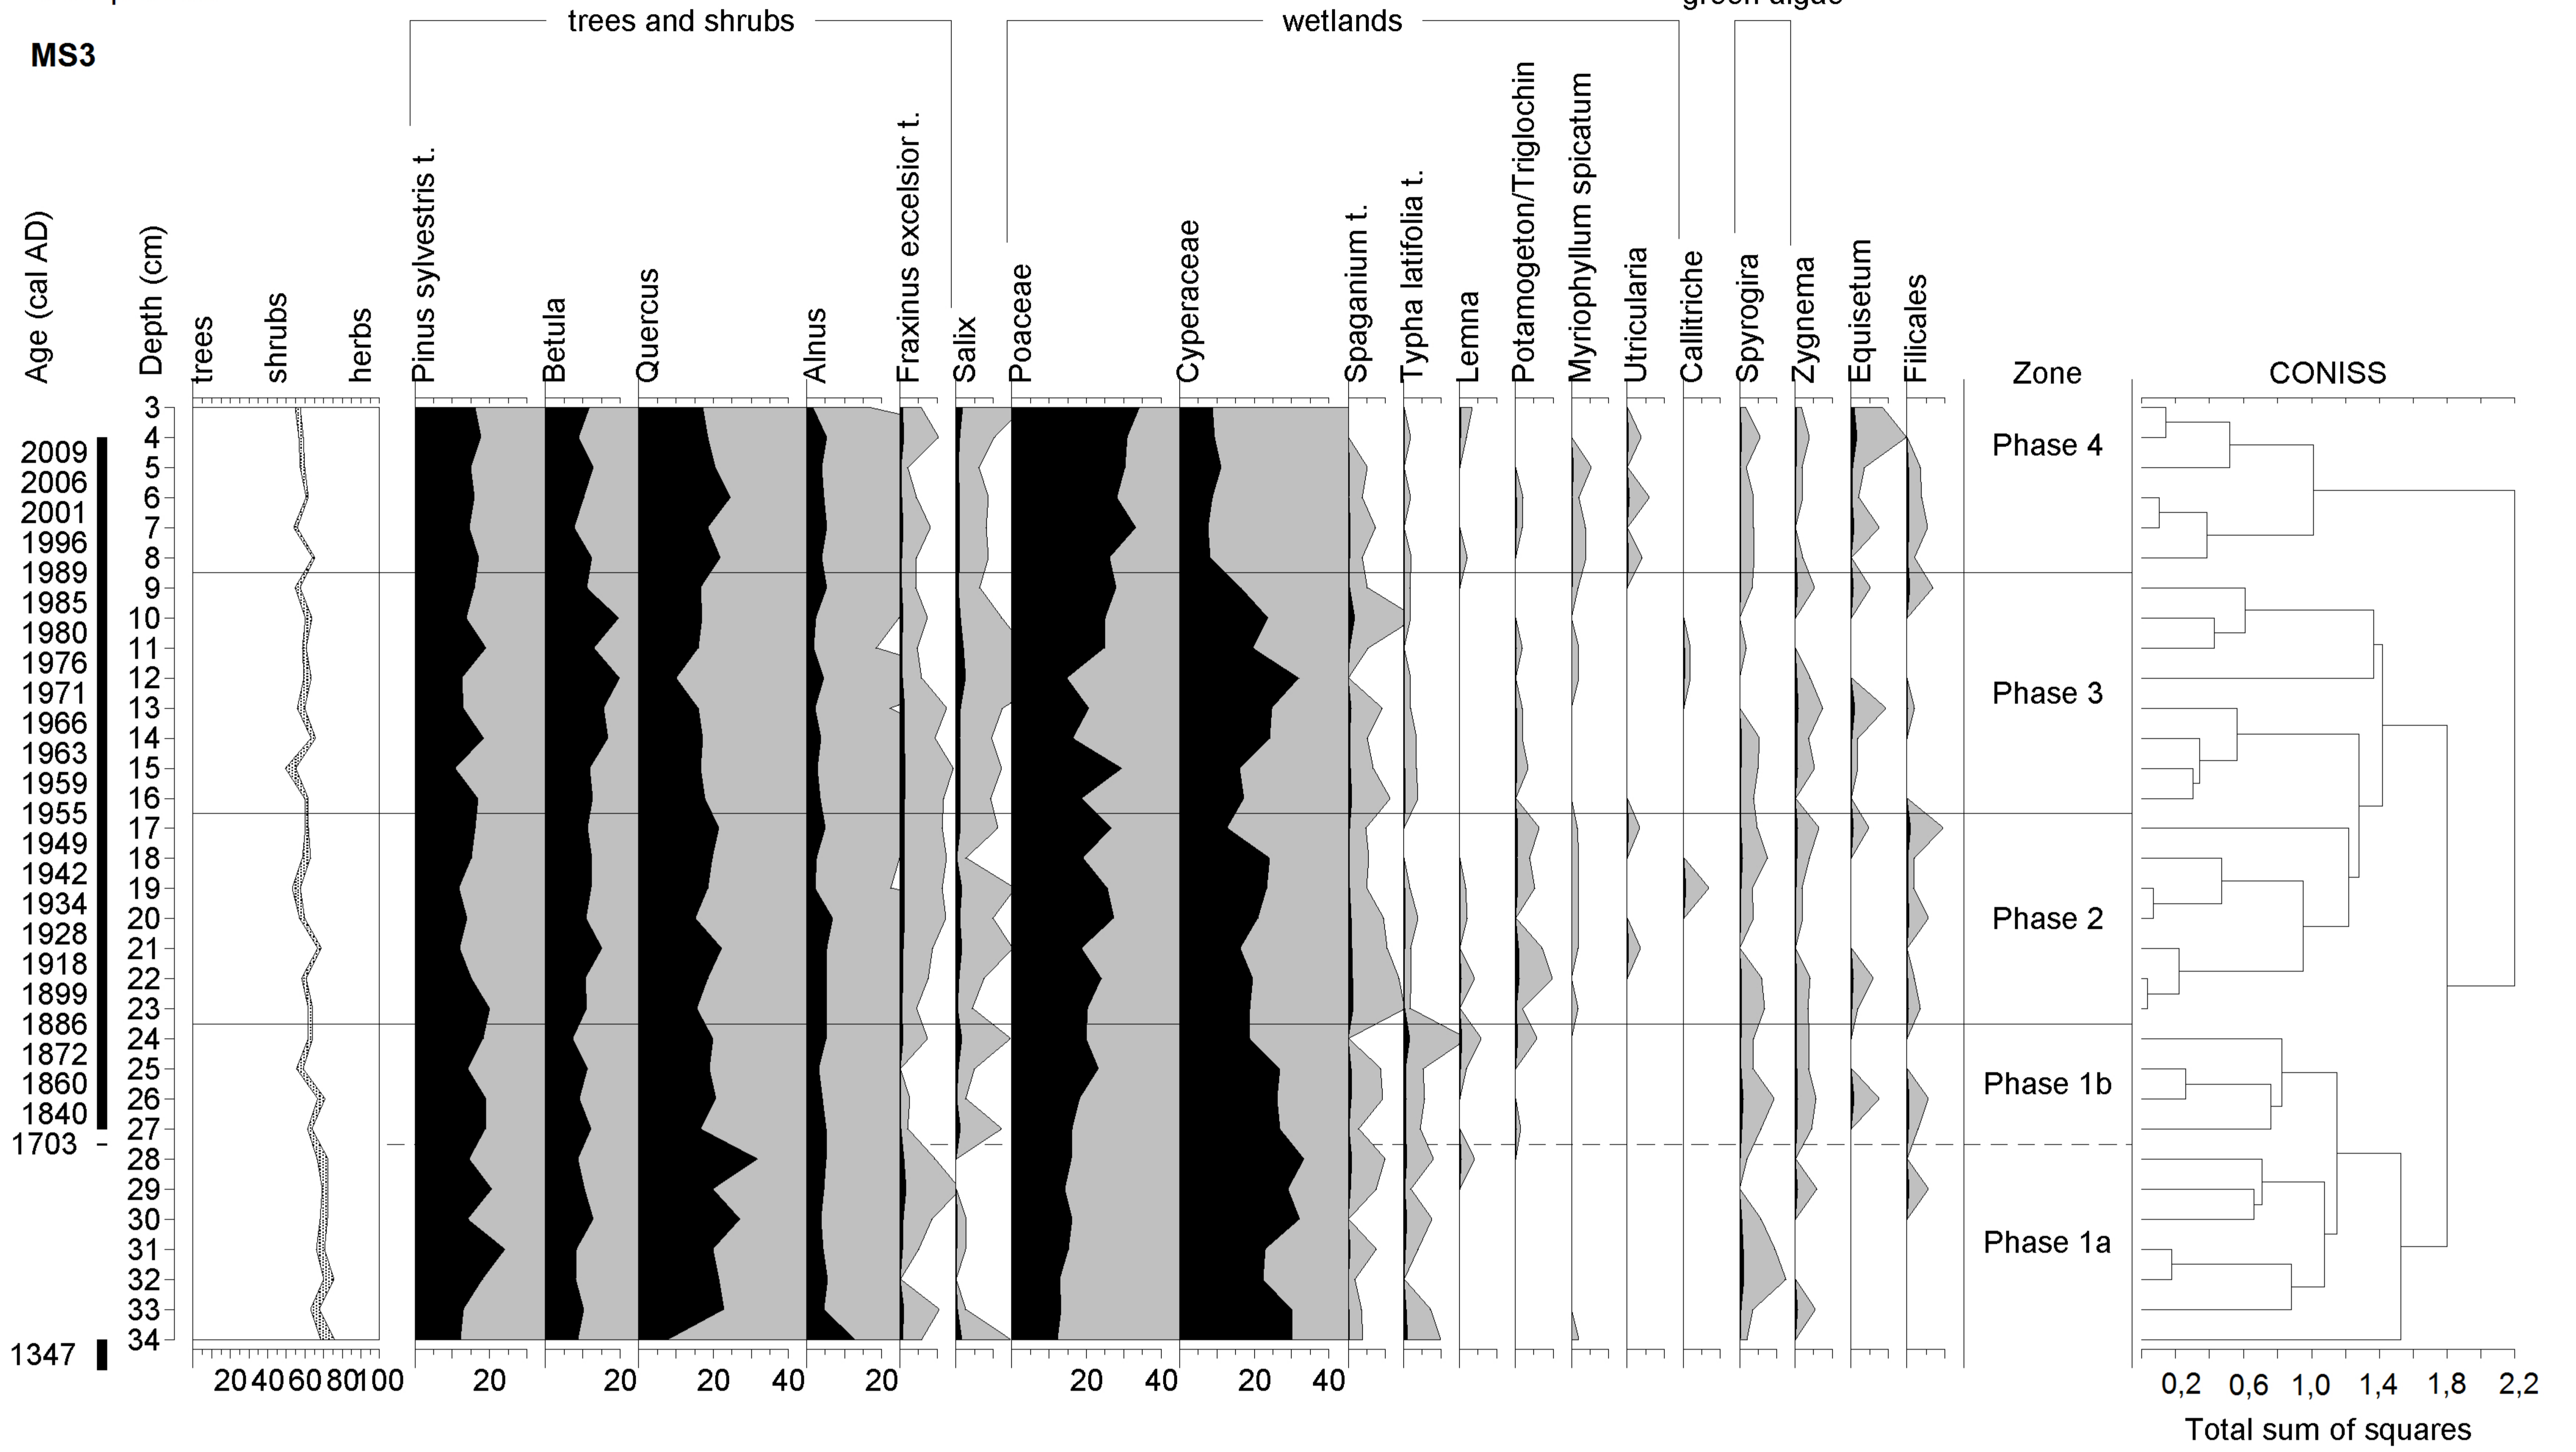 green algae
trees and shrubs
wetlands
MS3
Age (cal AD)
Depth (cm)
trees
shrubs
herbs
Pinus sylvestris t.
Betula
Quercus
Alnus
Fraxinus excelsior t.
Salix
Poaceae
Cyperaceae
Spaganium t.
Typha latifolia t.
Lemna
Potamogeton/Triglochin
Myriophyllum spicatum
Utricularia
Callitriche
Spyrogira
Zygnema
Equisetum
Filicales
Zone
CONISS
3
4
2009
5
2006
6
2001
7
1996
8
1989
9
1985
10
1980
11
1976
12
1971
13
1966
14
1963
15
1959
16
1955
17
1949
18
1942
19
1934
20
1928
21
1918
22
1899
23
1886
24
1872
25
1860
26
1840
27
1703
28
29
30
31
32
33
34
1347
Phase 4
Phase 3
Phase 2
Phase 1b
Phase 1a
20 40 60 80 100
20
20
20 40
20
20 40
20 40
0,2 0,6 1,0 1,4 1,8 2,2
Total sum of squares